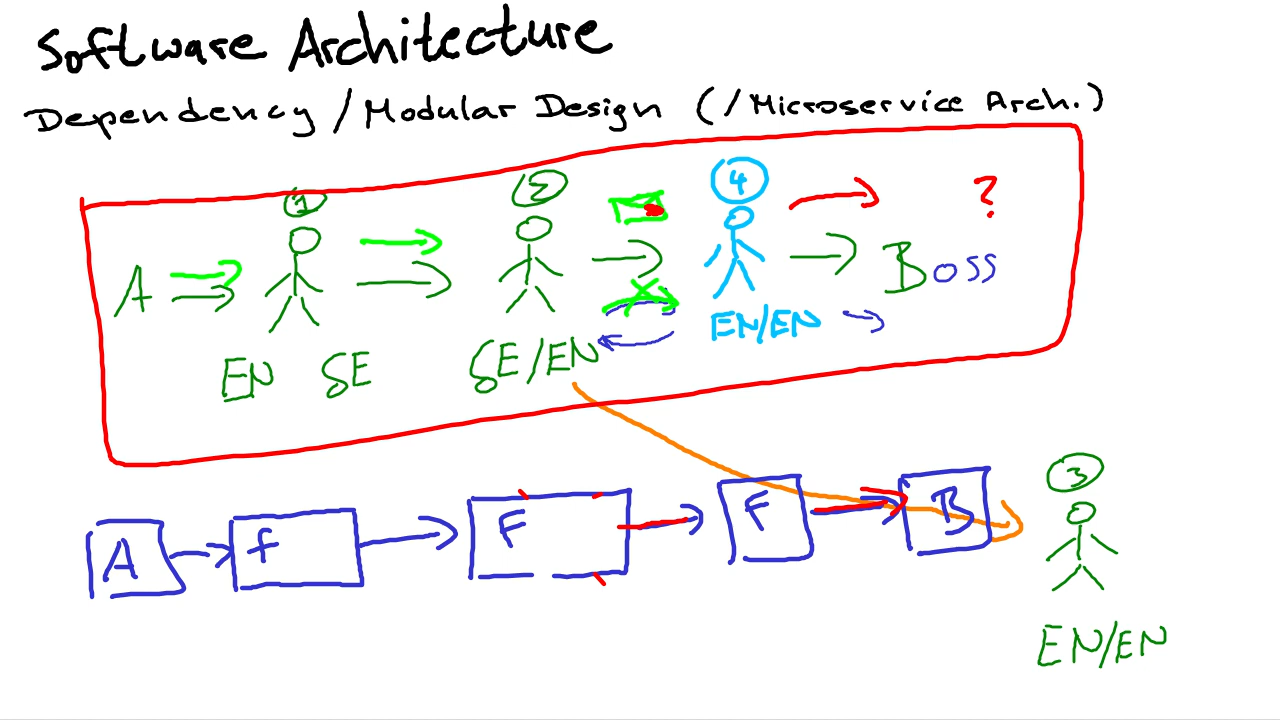 Software Architecture
Dependency / Modular Design (/Microservice Arch.)
1 2 4 ?
A Boss
EN SE SE/EN EN/EN
A f F F B 3
EN/EN